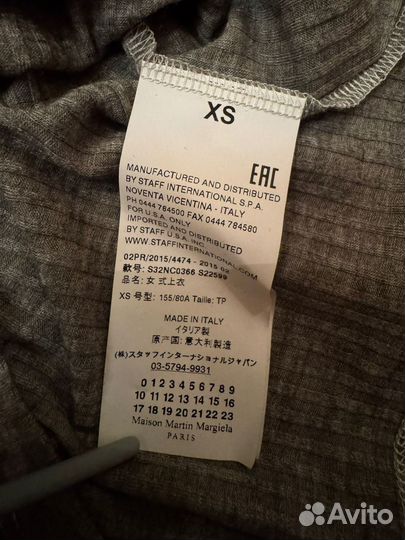 XS
MANUFACTURED AND DISTRIBUTED
BY STAFF INTERNATIONAL S.P.A.
NOVENTA VICENTINA - ITALY
PH 0444 784500 FAX 0444 784580
FOR U.S.A. ONLY
IMPORTED AND DISTRIBUTED
BY STAFF U.S.A. INC.
WWW.STAFFINTERNATIONAL.COM
EAC
02PR/2015/4474 - 2015 02
款号: S32NC0366 S22599
品名: 女式上衣
XS 号型: 155/80A Taille: TP
MADE IN ITALY
イタリア製
原产国: 意大利製造
(株)スタッフインターナショナルジャパン
03-5794-9931
0 1 2 3 4 5 6 7 8 9
10 11 12 13 14 15 16
17 18 19 20 21 22 23
Maison Martin Margiela
PARIS
Avito